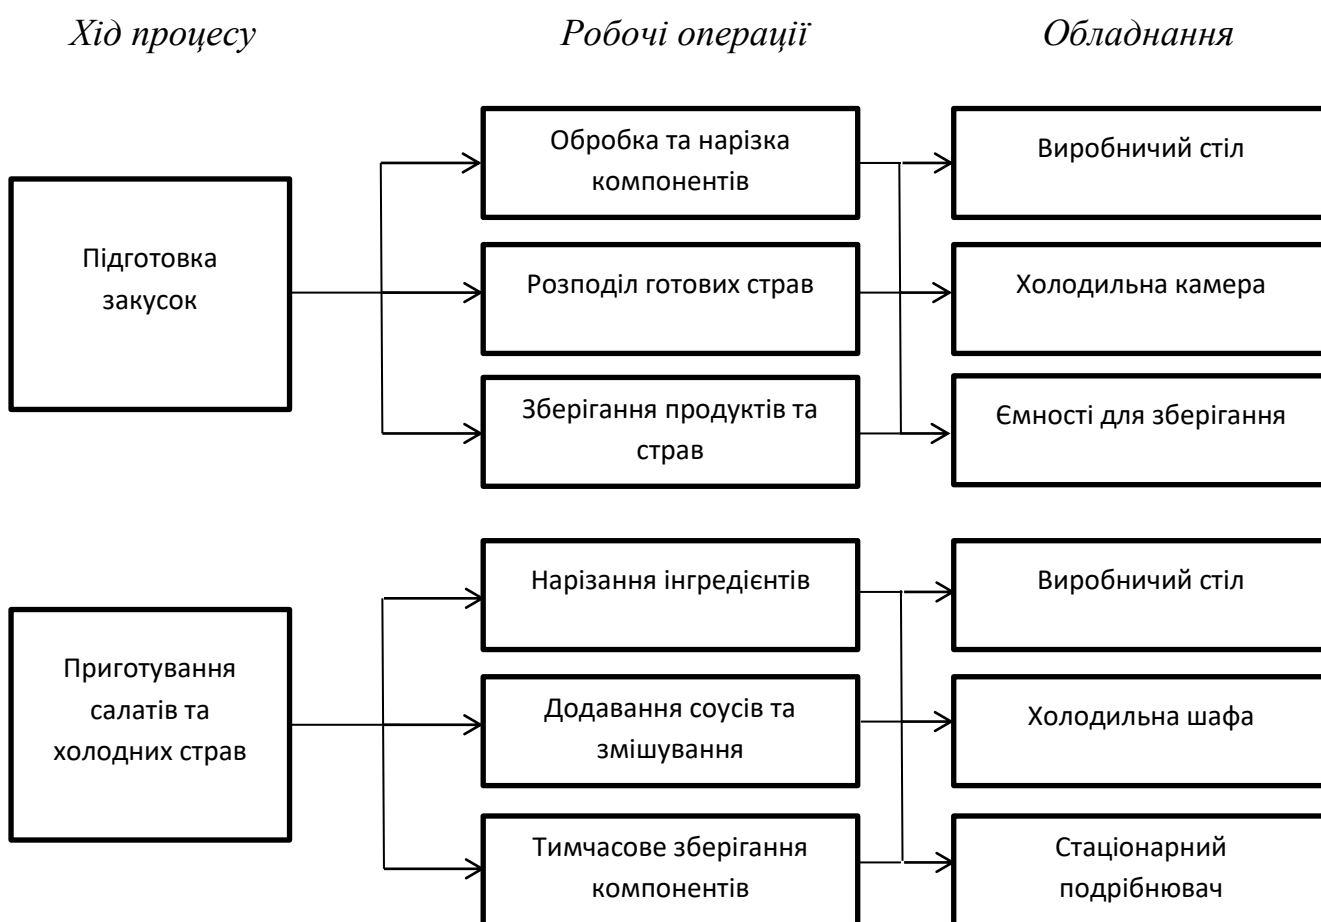 Хід процесу
Робочі операції
Обладнання
Підготовка
закусок
Обробка та нарізка
компонентів
Виробничий стіл
Розподіл готових страв
Холодильна камера
Зберігання продуктів та
страв
Ємності для зберігання
Приготування
салатів та
холодних страв
Нарізання інгредієнтів
Виробничий стіл
Додавання соусів та
змішування
Холодильна шафа
Тимчасове зберігання
компонентів
Стаціонарний
подрібнювач